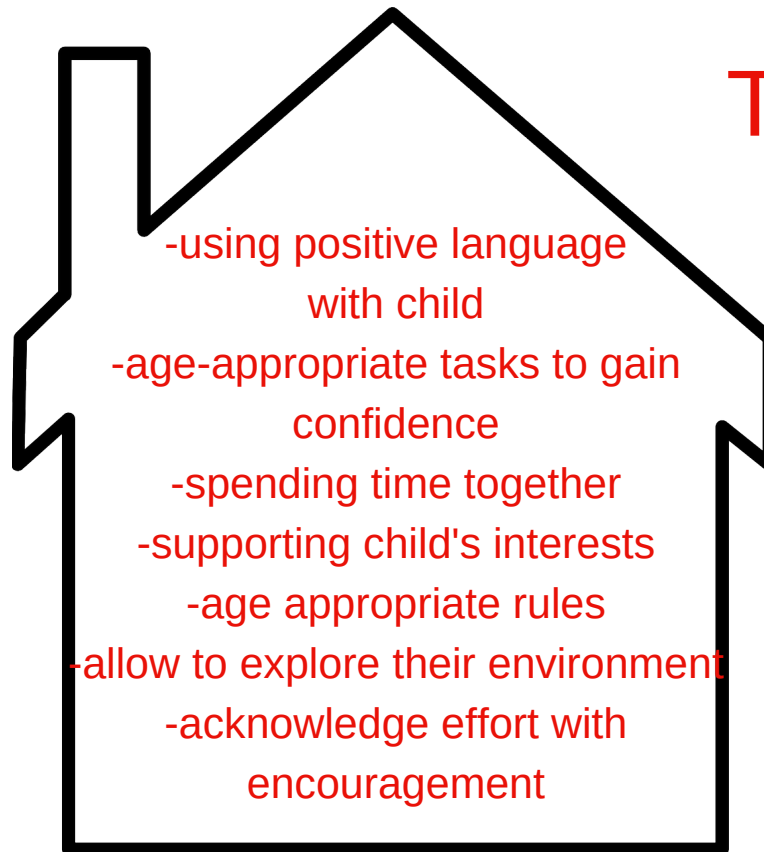 T
-using positive language
with child
-age-appropriate tasks to gain
confidence
-spending time together
-supporting child's interests
-age appropriate rules
-allow to explore their environment
-acknowledge effort with
encouragement